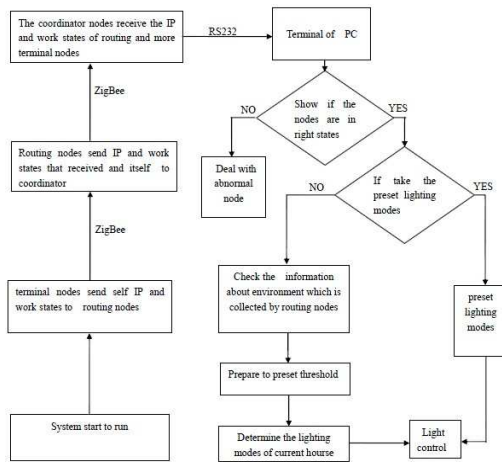 The coordinator nodes receive the IP
and work states of routing and more
terminal nodes
RS232
Terminal of PC
ZigBee
NO
Show if the
nodes are in
right states
YES
Routing nodes send IP and work
states that received and itself to
coordinator
Deal with
abnormal
node
NO
If take the
preset lighting
modes
YES
ZigBee
Check the information
about environment which is
collected by routing nodes
terminal nodes send self IP and
work states to routing nodes
preset
lighting
modes
Prepare to preset threshold
System start to run
Determine the lighting
modes of current hourse
Light
control